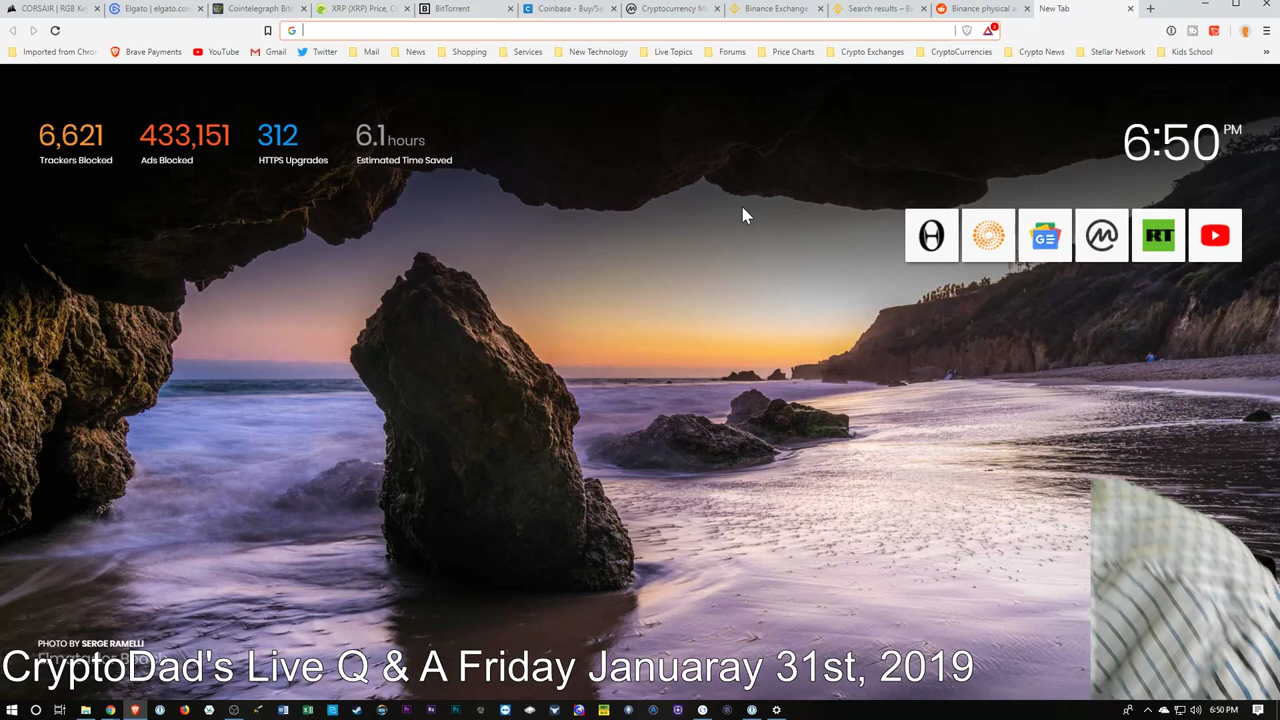 CORSAIR | RGB Ke
Elgato | elgato.com
Cointelegraph Bitc
XRP (XRP) Price, C
BitTorrent
Coinbase - Buy/Se
Cryptocurrency M
Binance Exchange
Search results – Bi
Binance physical a
New Tab
Imported from Chro
Brave Payments
YouTube
Gmail
Twitter
Mail
News
Shopping
Services
New Technology
Live Topics
Forums
Price Charts
Crypto Exchanges
CryptoCurrencies
Crypto News
Stellar Network
Kids School
6,621
Trackers Blocked
433,151
Ads Blocked
312
HTTPS Upgrades
6.1 hours
Estimated Time Saved
6:50 PM
GE
RT
PHOTO BY SERGE RAMELLI
CryptoDad's Live Q & A Friday Januaray 31st, 2019
6:50 PM